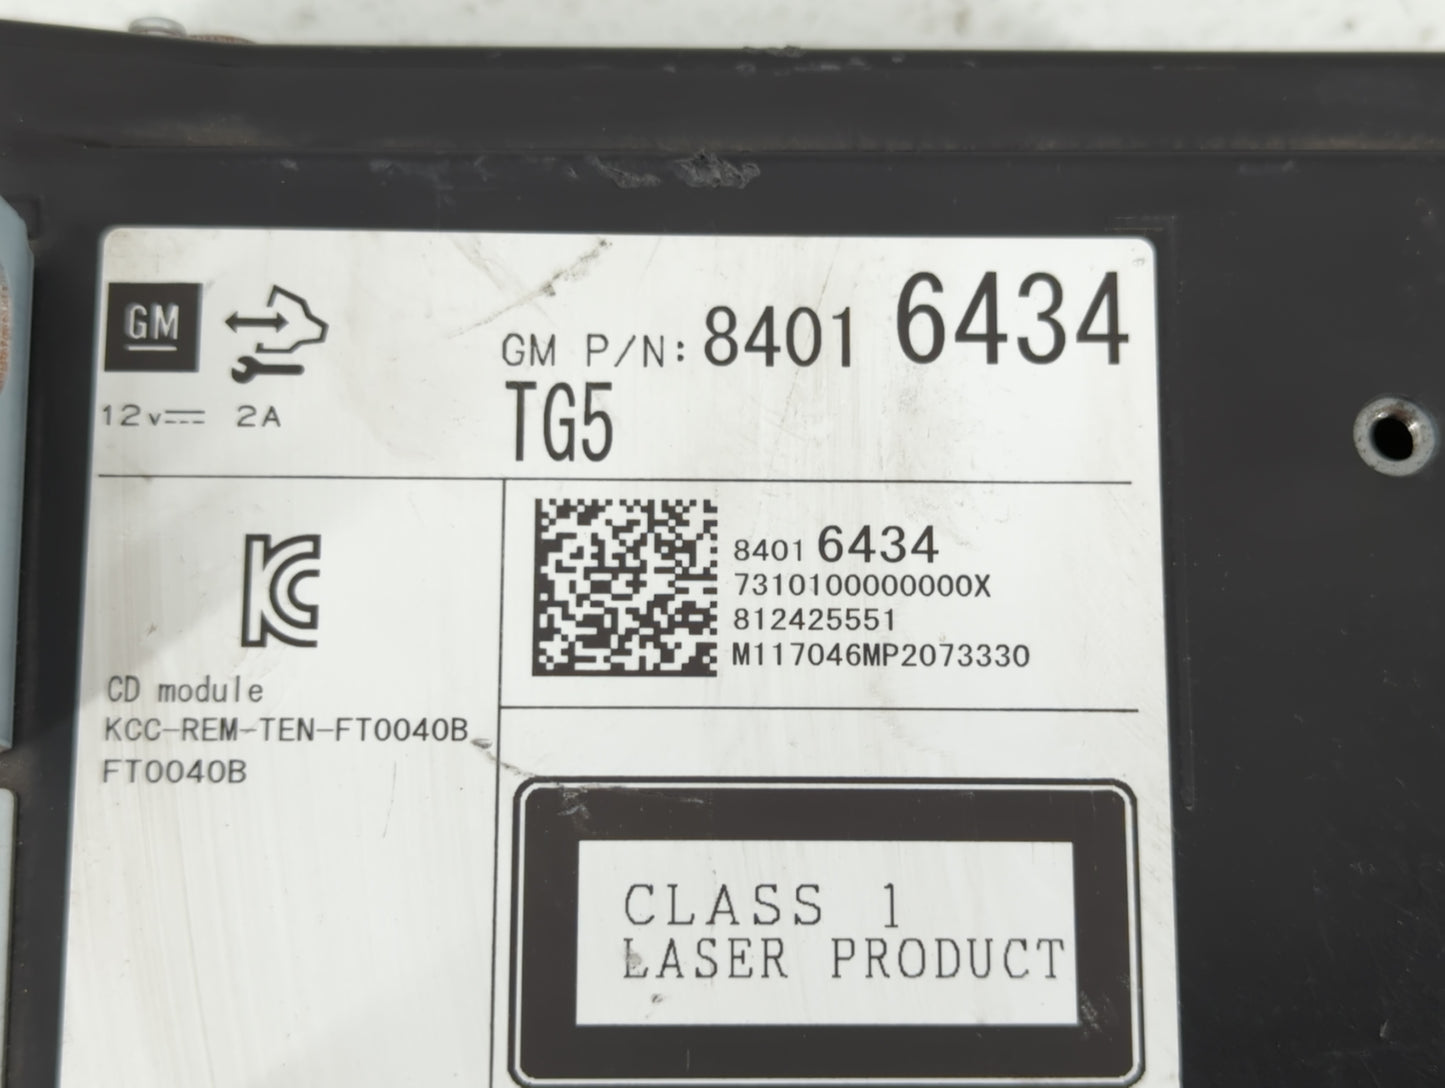 GM
GM P/N: 8401 6434
12v 2A
TG5
8401 6434
7310100000000X
812425551
M117046MP2073330
KC
CD module
KCC-REM-TEN-FT0040B
FT0040B
CLASS 1
LASER PRODUCT